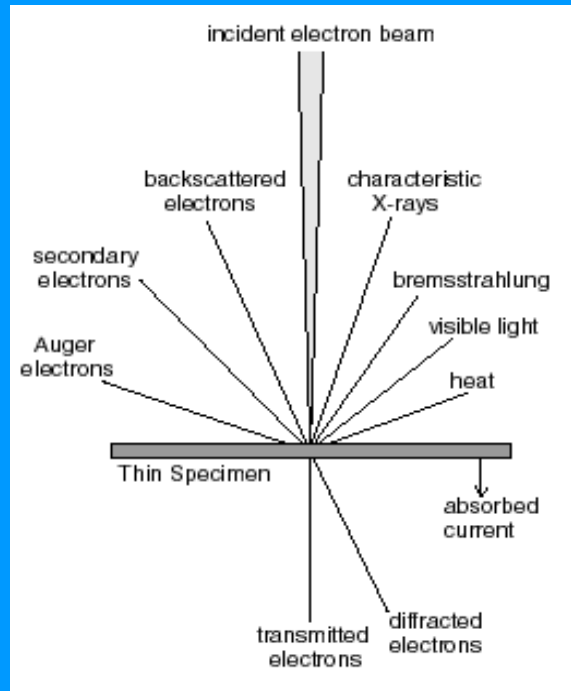 incident electron beam
backscattered
electrons
characteristic
X-rays
secondary
electrons
bremsstrahlung
visible light
Auger
electrons
heat
Thin Specimen
absorbed
current
transmitted
electrons
diffracted
electrons